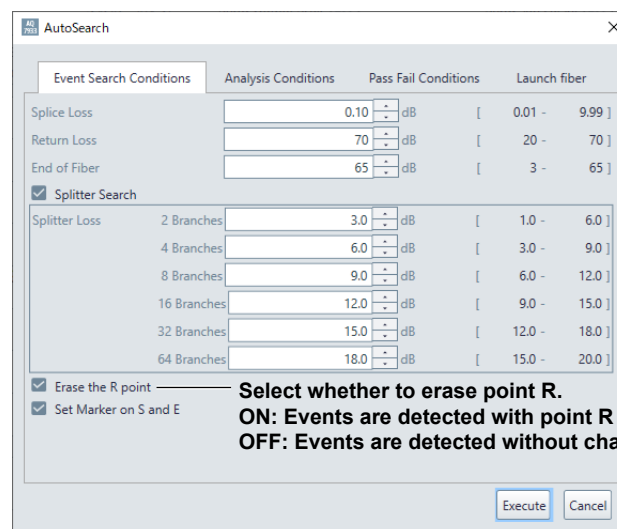 AQ
7933 AutoSearch
Event Search Conditions Analysis Conditions Pass Fail Conditions Launch fiber
Splice Loss 0.10 dB [ 0.01 - 9.99 ]
Return Loss 70 dB [ 20 - 70 ]
End of Fiber 65 dB [ 3 - 65 ]
Splitter Search
Splitter Loss 2 Branches 3.0 dB [ 1.0 - 6.0 ]
4 Branches 6.0 dB [ 3.0 - 9.0 ]
8 Branches 9.0 dB [ 6.0 - 12.0 ]
16 Branches 12.0 dB [ 9.0 - 15.0 ]
32 Branches 15.0 dB [ 12.0 - 18.0 ]
64 Branches 18.0 dB [ 15.0 - 20.0 ]
Erase the R point Select whether to erase point R.
Set Marker on S and E ON: Events are detected with point R
OFF: Events are detected without cha
Execute Cancel